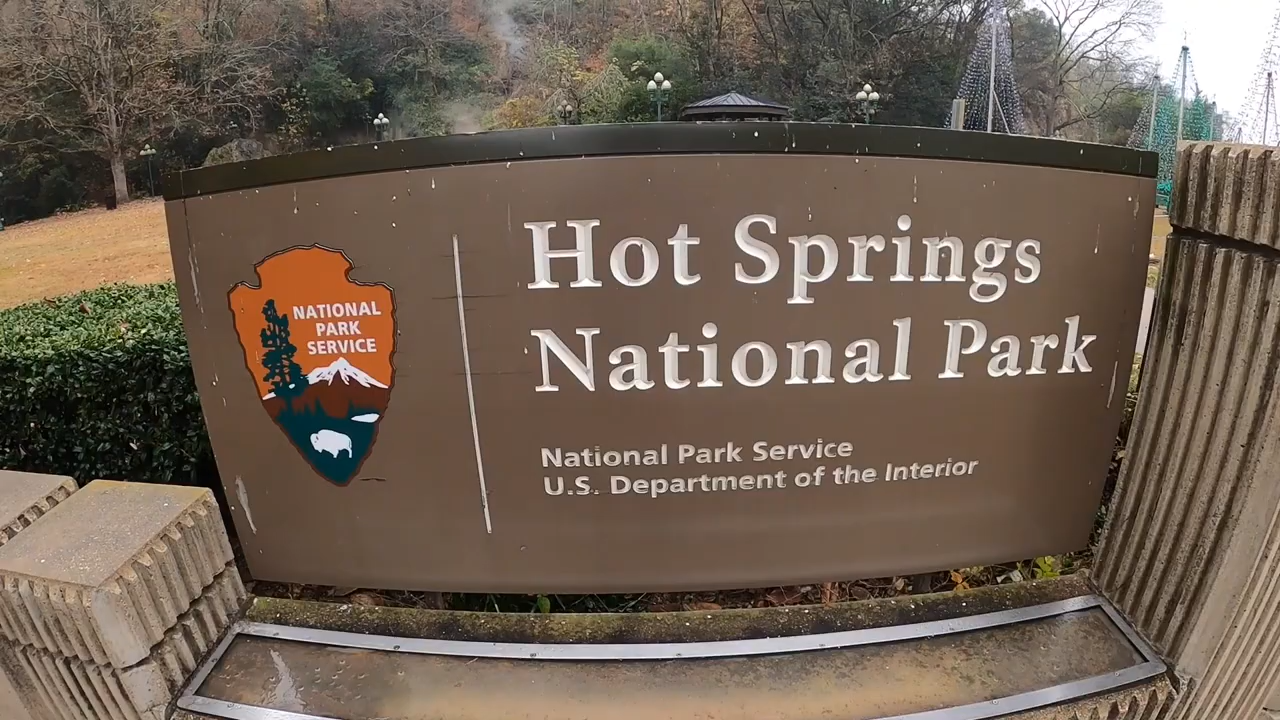 NATIONAL
PARK
SERVICE
Hot Springs
National Park
National Park Service
U.S. Department of the Interior